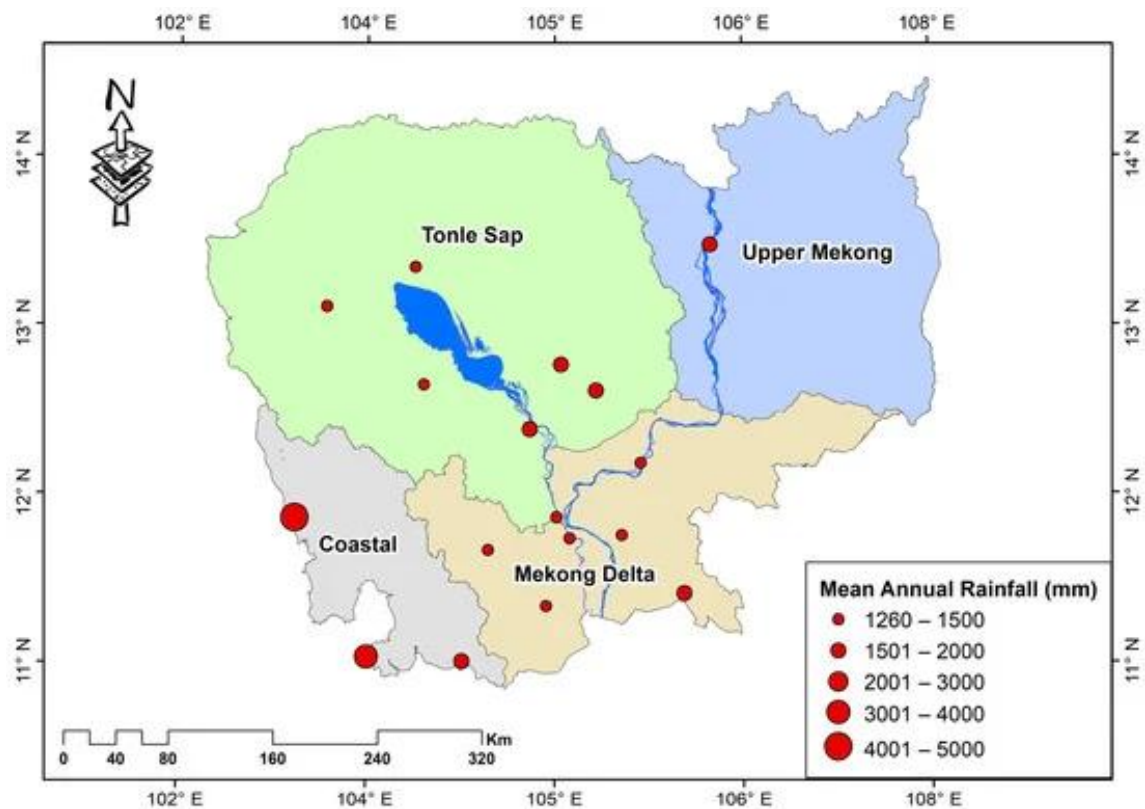 102° E 104° E 105° E 106° E 108° E
N
14° N
14° N
Tonle Sap
Upper Mekong
13° N
13° N
12° N
12° N
Coastal
Mekong Delta
11° N
11° N
Mean Annual Rainfall (mm)
1260 – 1500
1501 – 2000
2001 – 3000
3001 – 4000
4001 – 5000
Km
0 40 80 160 240 320
102° E 104° E 105° E 106° E 108° E